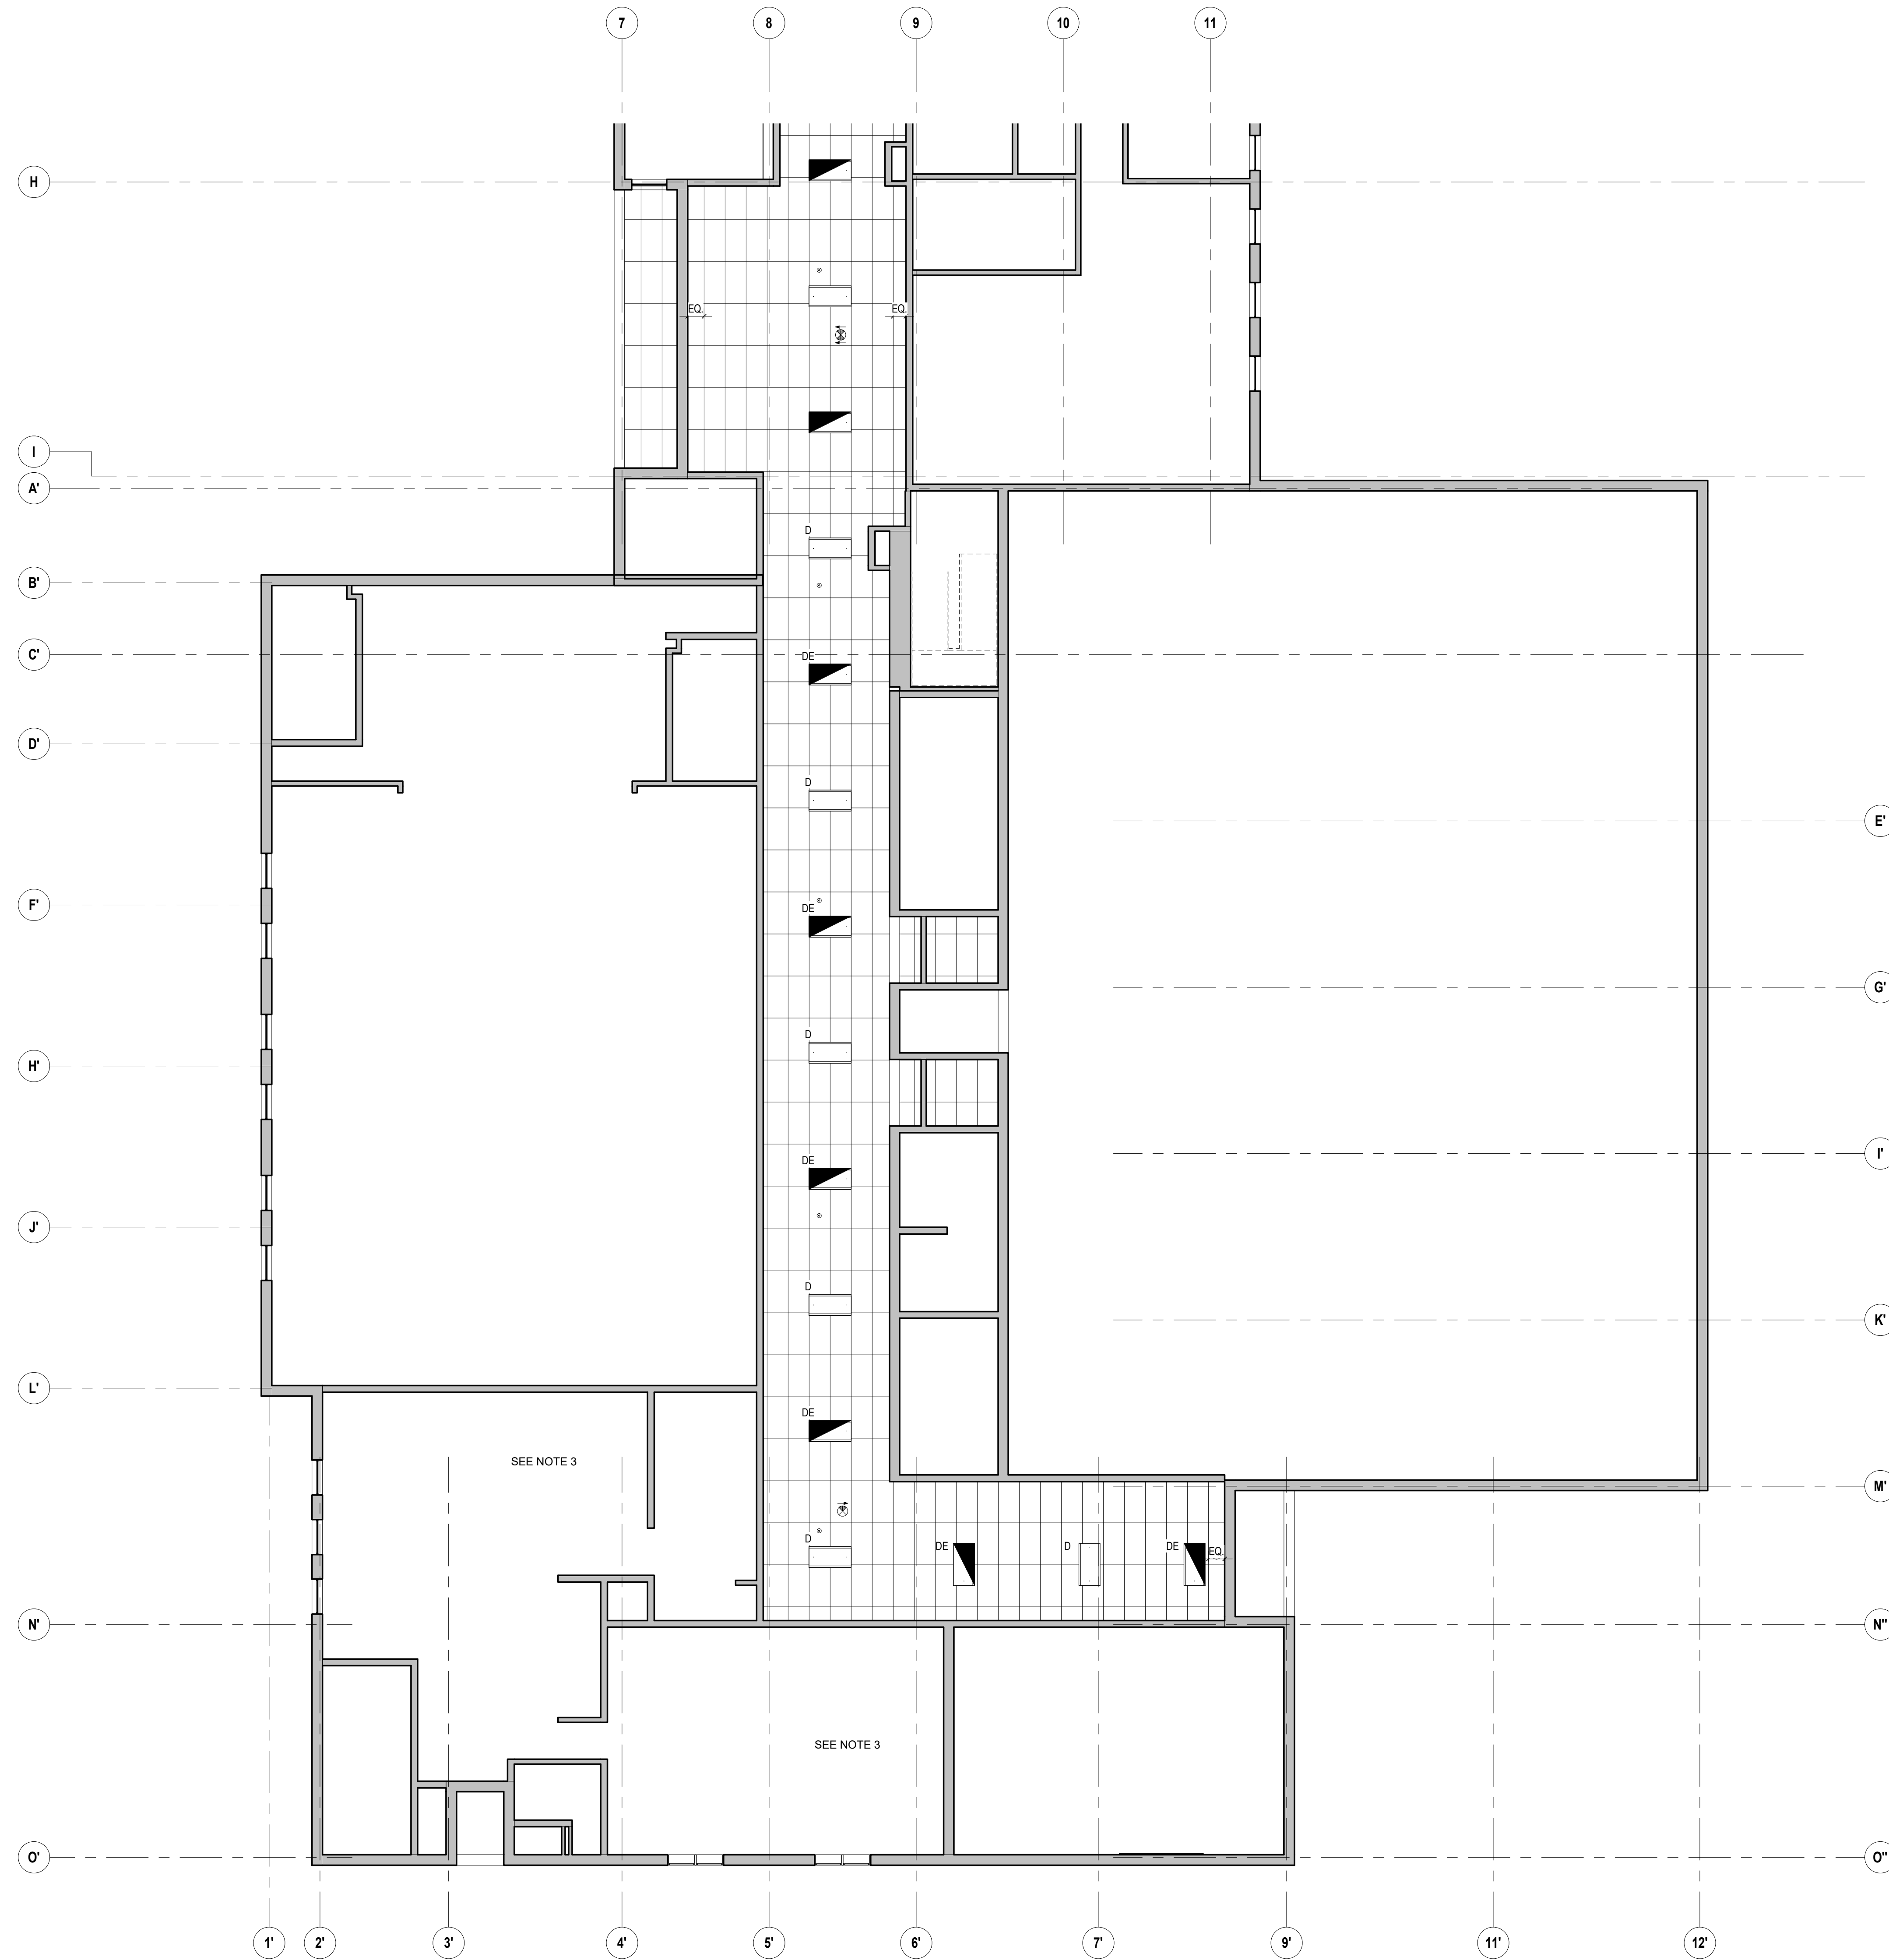 7 8 9 10 11
H
EQ. EQ.
I
A'
D
B'
DE
C'
D'
D
E'
F'
DE
G'
D
H'
I'
DE
J'
D
K'
L'
DE
SEE NOTE 3
M'
D DE D DE EQ.
N' N"
SEE NOTE 3
O' O"
1' 2' 3' 4' 5' 6' 7' 9' 11' 12'